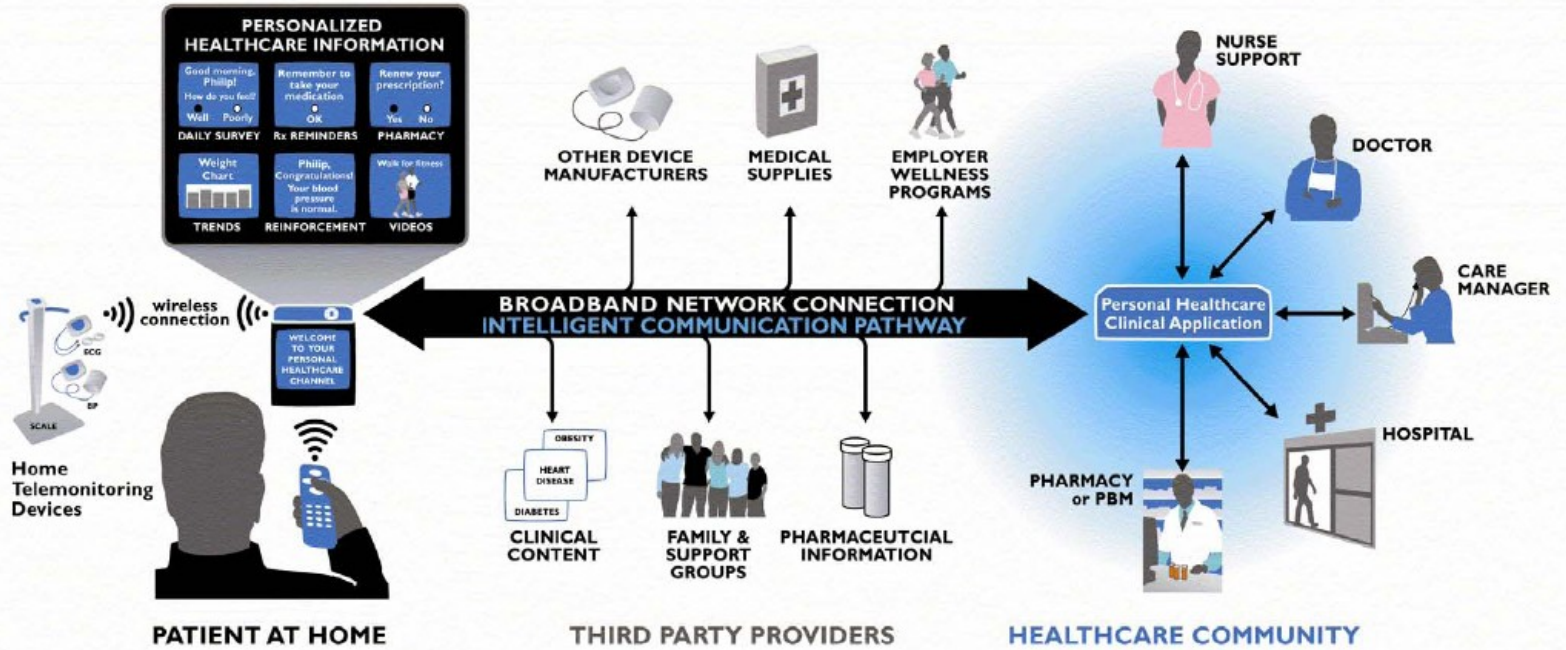 PERSONALIZED
HEALTHCARE INFORMATION
Good morning,
Philip!
How do you feel?
Well Poorly
DAILY SURVEY
Remember to
take your
medication
OK
Rx REMINDERS
Renew your
prescription?
Yes No
PHARMACY
Weight
Chart
TRENDS
Philip,
Congratulations!
Your blood
pressure
is normal.
REINFORCEMENT
Walk for fitness
VIDEOS
wireless
connection
ECG
BP
SCALE
Home
Telemonitoring
Devices
WELCOME
TO YOUR
PERSONAL
HEALTHCARE
CHANNEL
PATIENT AT HOME
OTHER DEVICE
MANUFACTURERS
MEDICAL
SUPPLIES
EMPLOYER
WELLNESS
PROGRAMS
BROADBAND NETWORK CONNECTION
INTELLIGENT COMMUNICATION PATHWAY
OBESITY
HEART
DISEASE
DIABETES
CLINICAL
CONTENT
FAMILY &
SUPPORT
GROUPS
PHARMACEUTCIAL
INFORMATION
THIRD PARTY PROVIDERS
NURSE
SUPPORT
DOCTOR
Personal Healthcare
Clinical Application
CARE
MANAGER
HOSPITAL
PHARMACY
or PBM
HEALTHCARE COMMUNITY